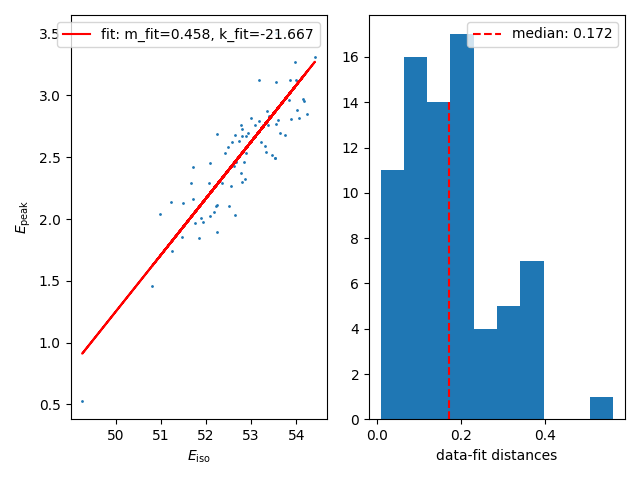 fit: m_fit=0.458, k_fit=-21.667
3.5
3.0
2.5
2.0
1.5
1.0
0.5
E_peak
50 51 52 53 54
E_iso
median: 0.172
16
14
12
10
8
6
4
2
0
0.0 0.2 0.4
data-fit distances